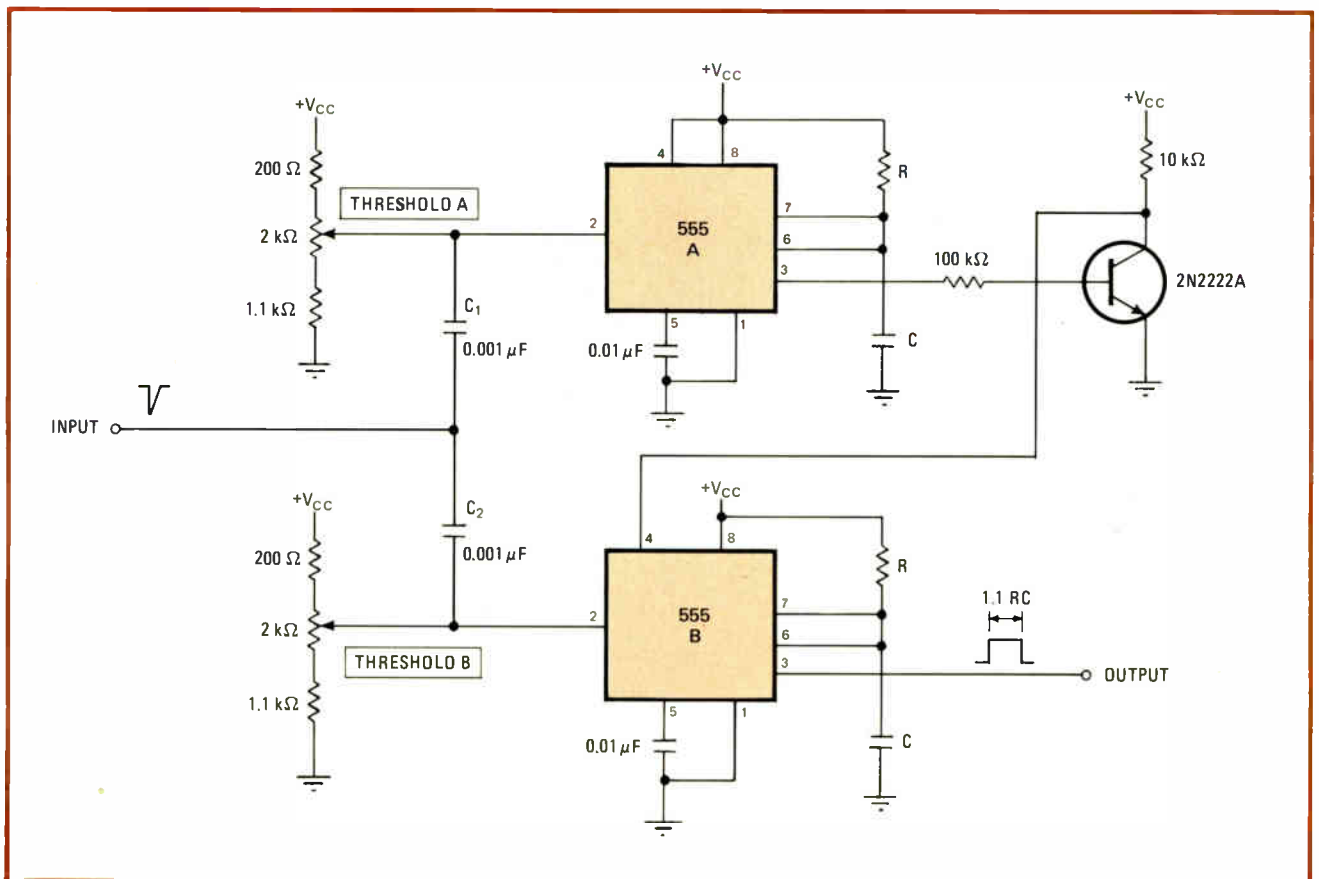 +VCC
+VCC
+VCC
200 Ω
4
8
R
10 kΩ
THRESHOLD A
2 kΩ
2
555
A
7
6
3
100 kΩ
2N2222A
1.1 kΩ
C1
0.001 μF
5
1
0.01 μF
C
INPUT
+VCC
+VCC
C2
0.001 μF
200 Ω
4
8
R
2 kΩ
2
555
B
7
6
3
1.1 RC
THRESHOLD B
OUTPUT
1.1 kΩ
5
1
0.01 μF
C